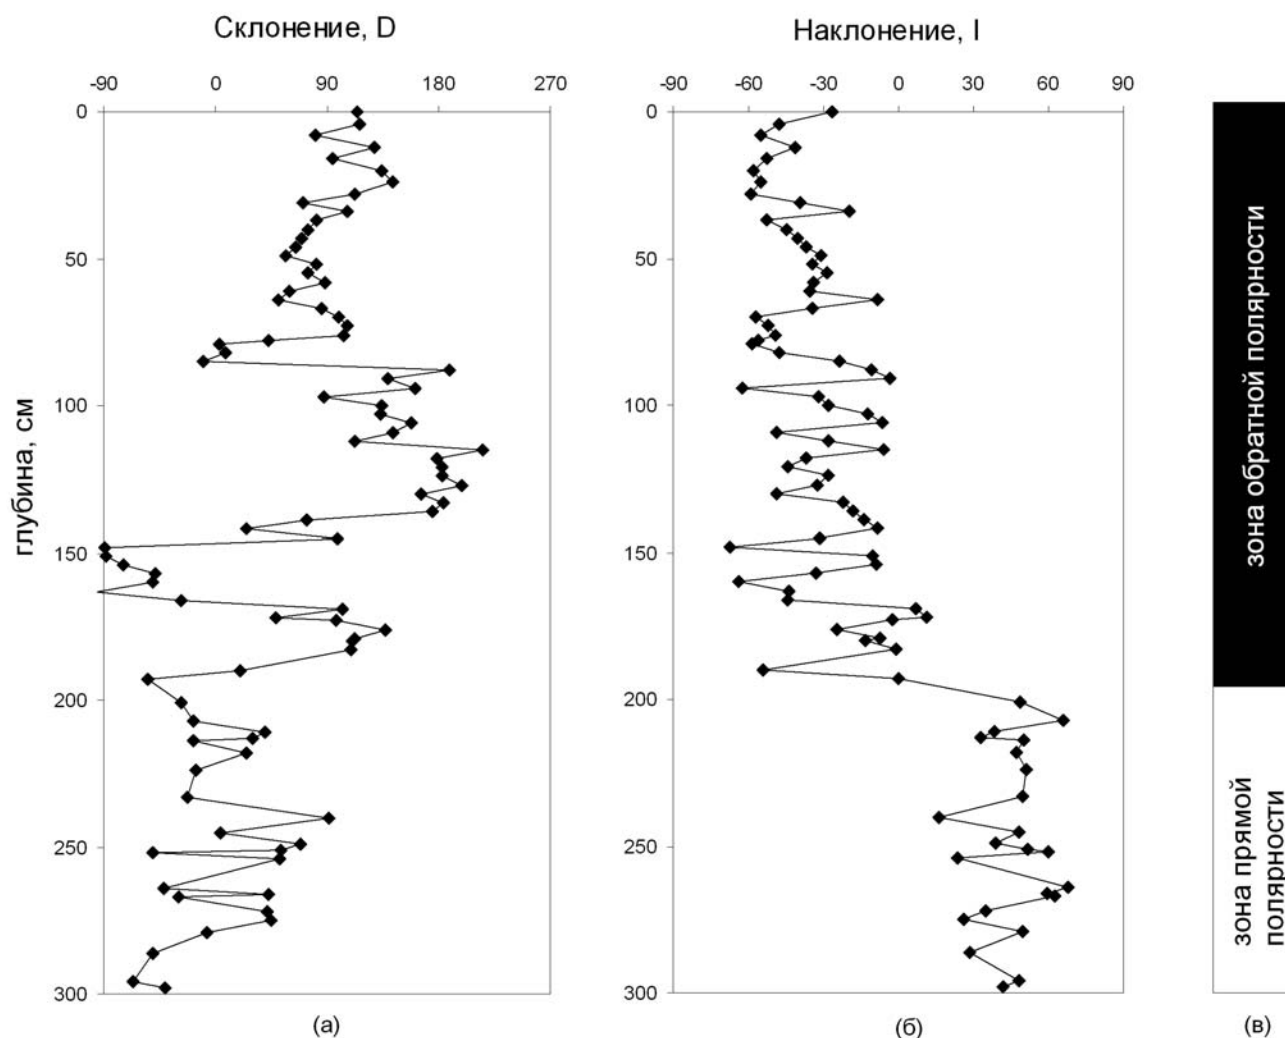 Склонение, D
Наклонение, I
-90 0 90 180 270
-90 -60 -30 0 30 60 90
0
50
100
150
200
250
300
глубина, см
0
50
100
150
200
250
300
зона обратной полярности
зона прямой
полярности
(а)
(б)
(в)